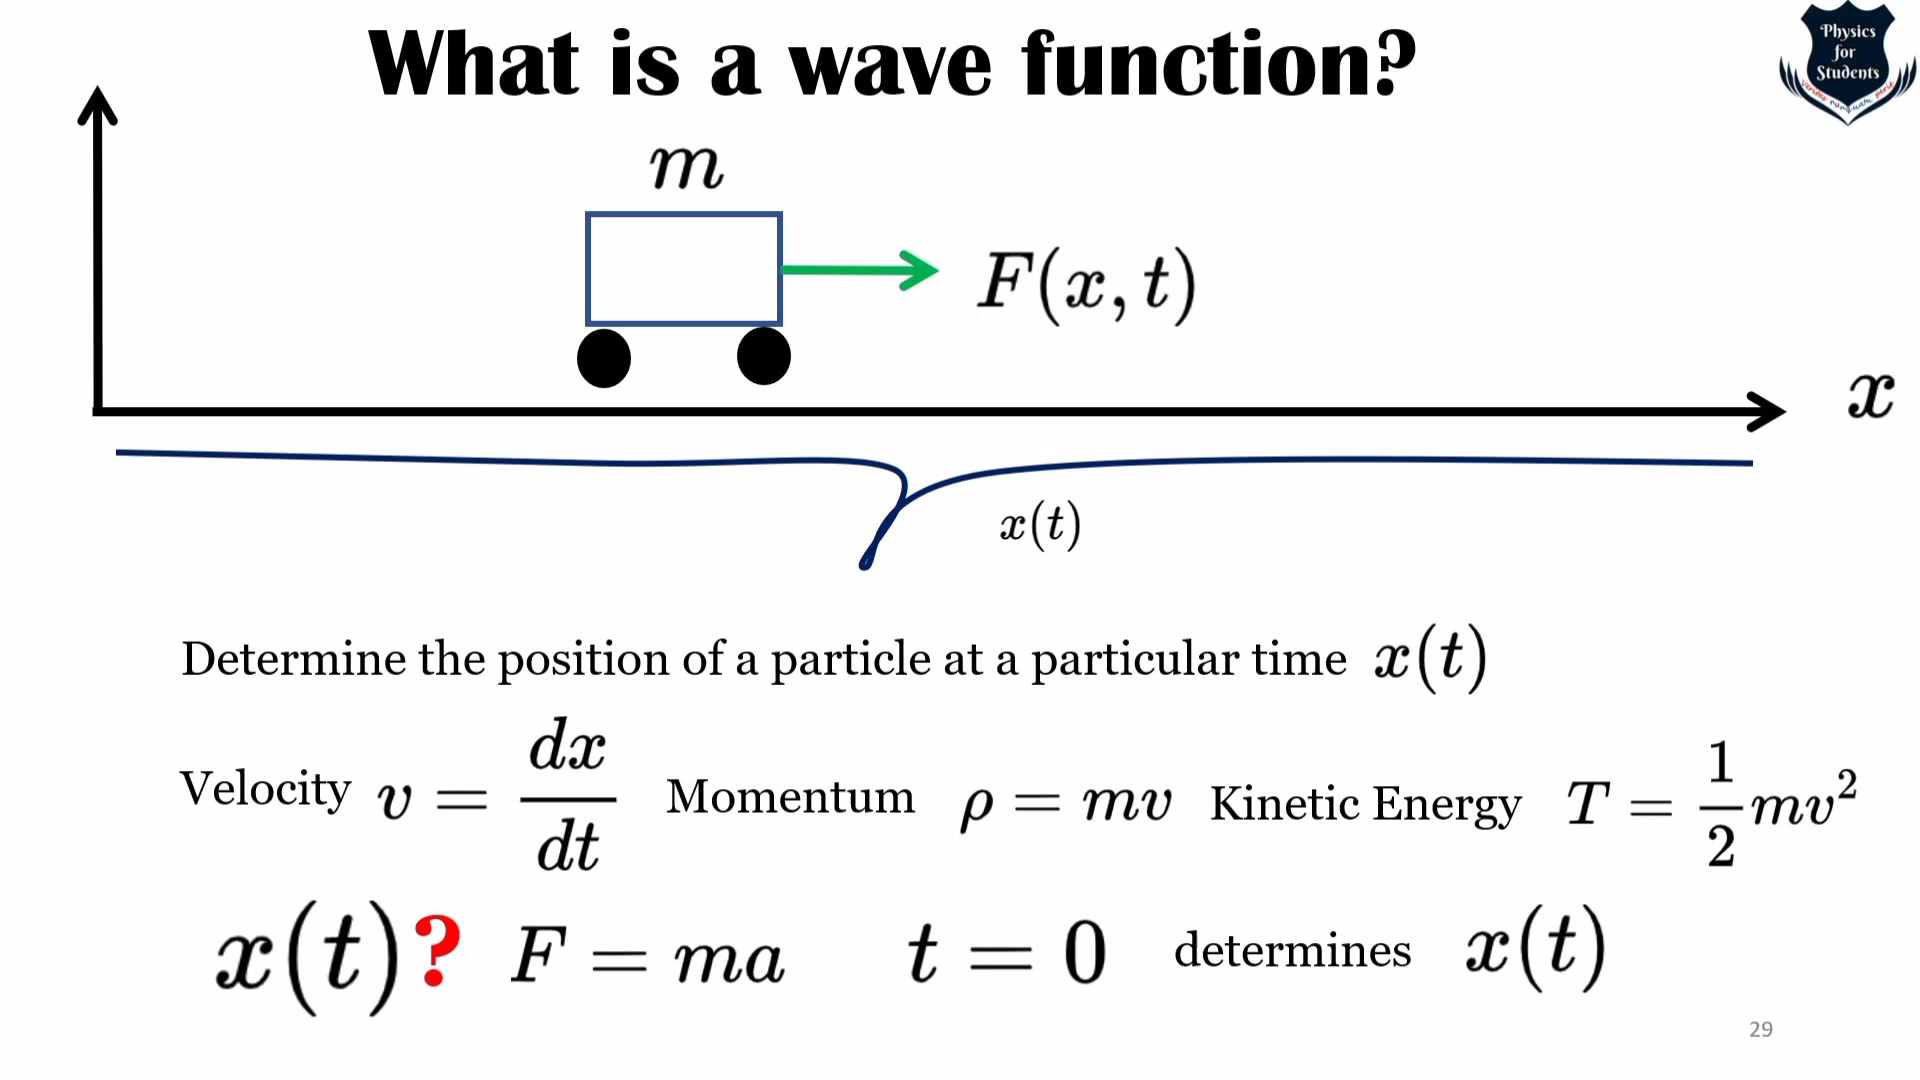 What is a wave function?
Physics
for
Students
m
F(x, t)
x
x(t)
Determine the position of a particle at a particular time x(t)
Velocity v = dx/dt Momentum ρ = mv Kinetic Energy T = 1/2 mv²
x(t)? F = ma t = 0 determines x(t)
29